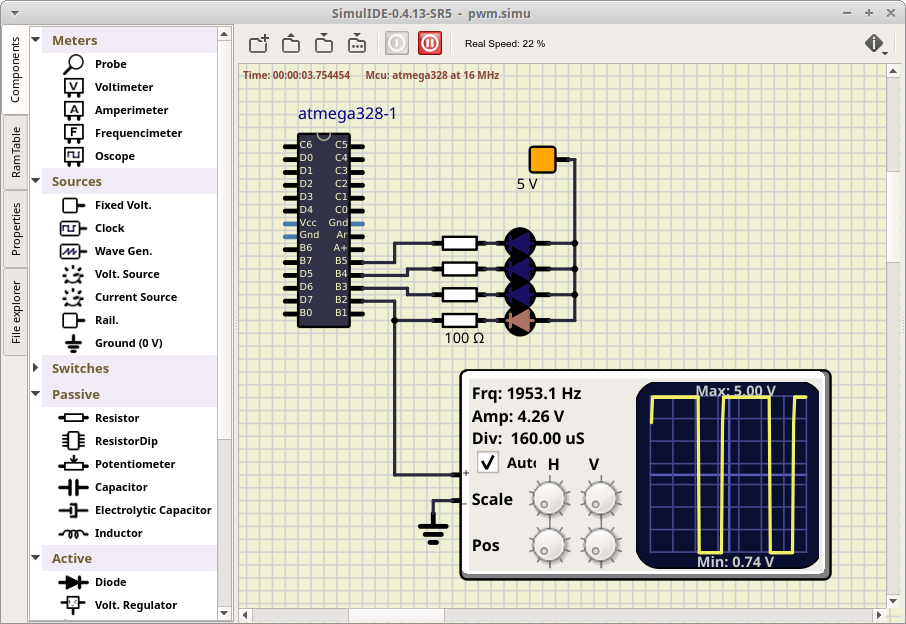 SimulIDE-0.4.13-SR5 - pwm.simu
Components
RamTable
Properties
File explorer
Meters
Probe
Voltimeter
Amperimeter
Frequencimeter
Oscope
Sources
Fixed Volt.
Clock
Wave Gen.
Volt. Source
Current Source
Rail.
Ground (0 V)
Switches
Passive
Resistor
ResistorDip
Potentiometer
Capacitor
Electrolytic Capacitor
Inductor
Active
Diode
Volt. Regulator
Real Speed: 22 %
Time: 00:00:03.754454 Mcu: atmega328 at 16 MHz
atmega328-1
C6 C5
D0 C4
D1 C3
D2 C2
D3 C1
D4 C0
Vcc Gnd
Gnd Ar
B6 A+
B7 B5
D5 B4
D6 B3
D7 B2
B0 B1
5 V
100 Ω
Frq: 1953.1 Hz
Amp: 4.26 V
Div: 160.00 uS
Auto H V
Scale
Pos
+
-
Max: 5.00 V
Min: 0.74 V
V
A
F